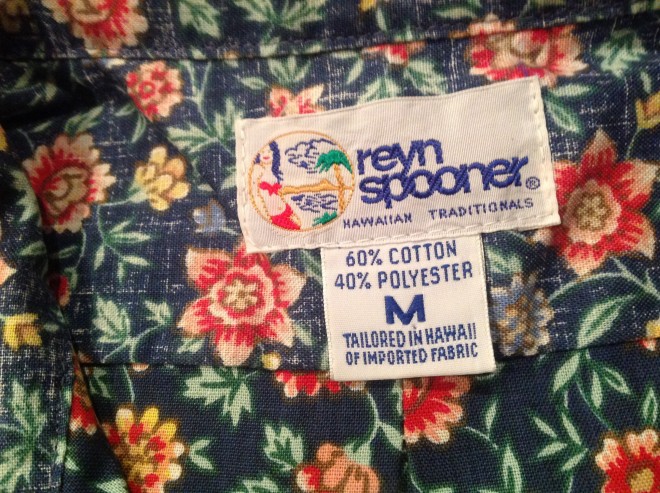 reyn
spooner®
HAWAIIAN TRADITIONALS
60% COTTON
40% POLYESTER
M
TAILORED IN HAWAII
OF IMPORTED FABRIC